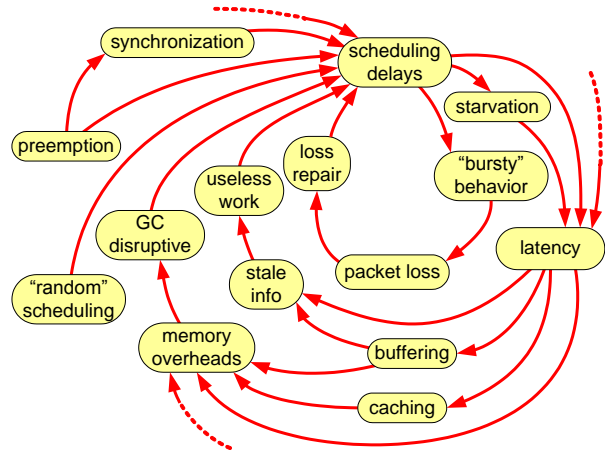 synchronization
scheduling
delays
starvation
preemption
loss
repair
"bursty"
behavior
useless
work
GC
disruptive
latency
packet loss
stale
info
"random"
scheduling
memory
overheads
buffering
caching